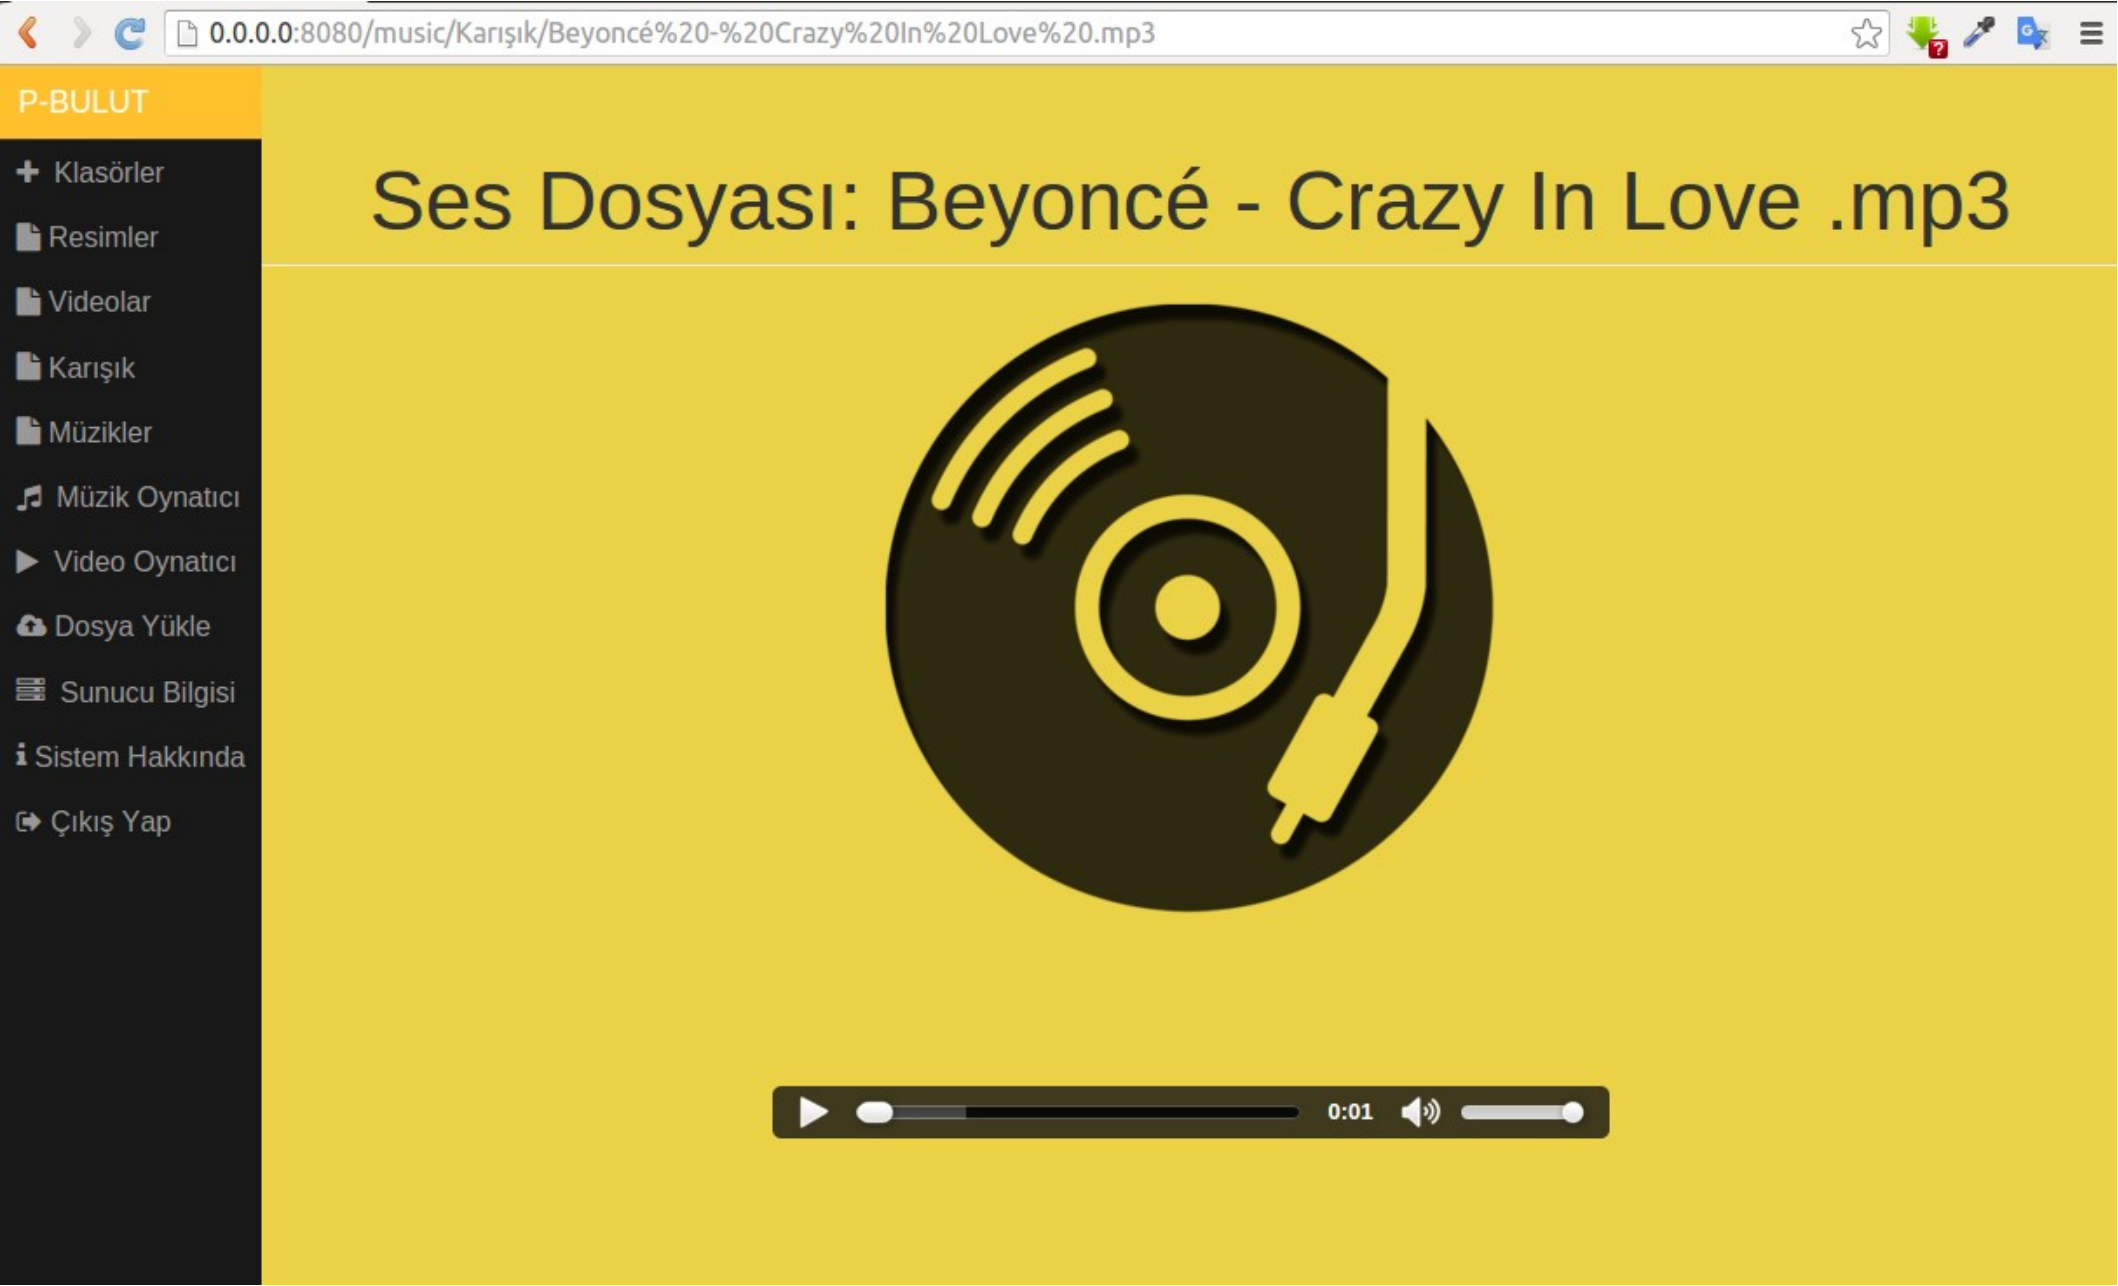 0.0.0.0:8080/music/Karışık/Beyoncé%20-%20Crazy%20In%20Love%20.mp3
P-BULUT
Klasörler
Resimler
Videolar
Karışık
Müzikler
Müzik Oynatıcı
Video Oynatıcı
Dosya Yükle
Sunucu Bilgisi
Sistem Hakkında
Çıkış Yap
Ses Dosyası: Beyoncé - Crazy In Love .mp3
0:01